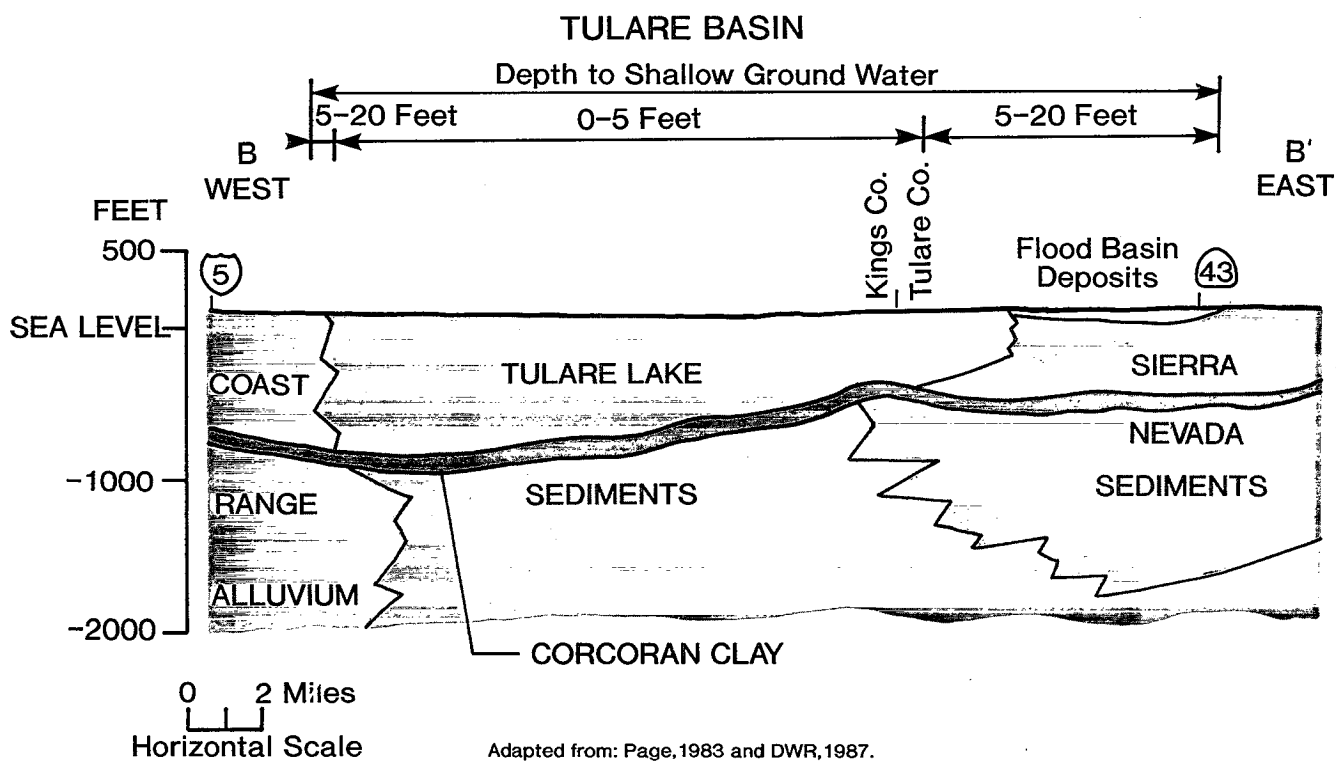 TULARE BASIN
Depth to Shallow Ground Water
5-20 Feet
0-5 Feet
5-20 Feet
B
WEST
B'
EAST
FEET
500
5
Kings Co.
Tulare Co.
Flood Basin
Deposits
43
SEA LEVEL
COAST
TULARE LAKE
SIERRA
NEVADA
-1000
RANGE
SEDIMENTS
SEDIMENTS
ALLUVIUM
-2000
CORCORAN CLAY
0 2 Miles
Horizontal Scale
Adapted from: Page, 1983 and DWR, 1987.